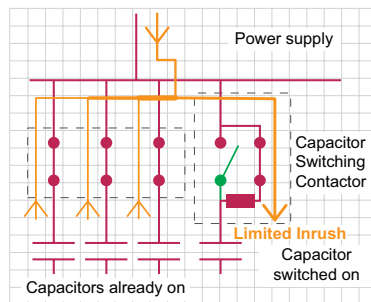 Power supply
Capacitor
Switching
Contactor
Limited Inrush
Capacitor
switched on
Capacitors already on